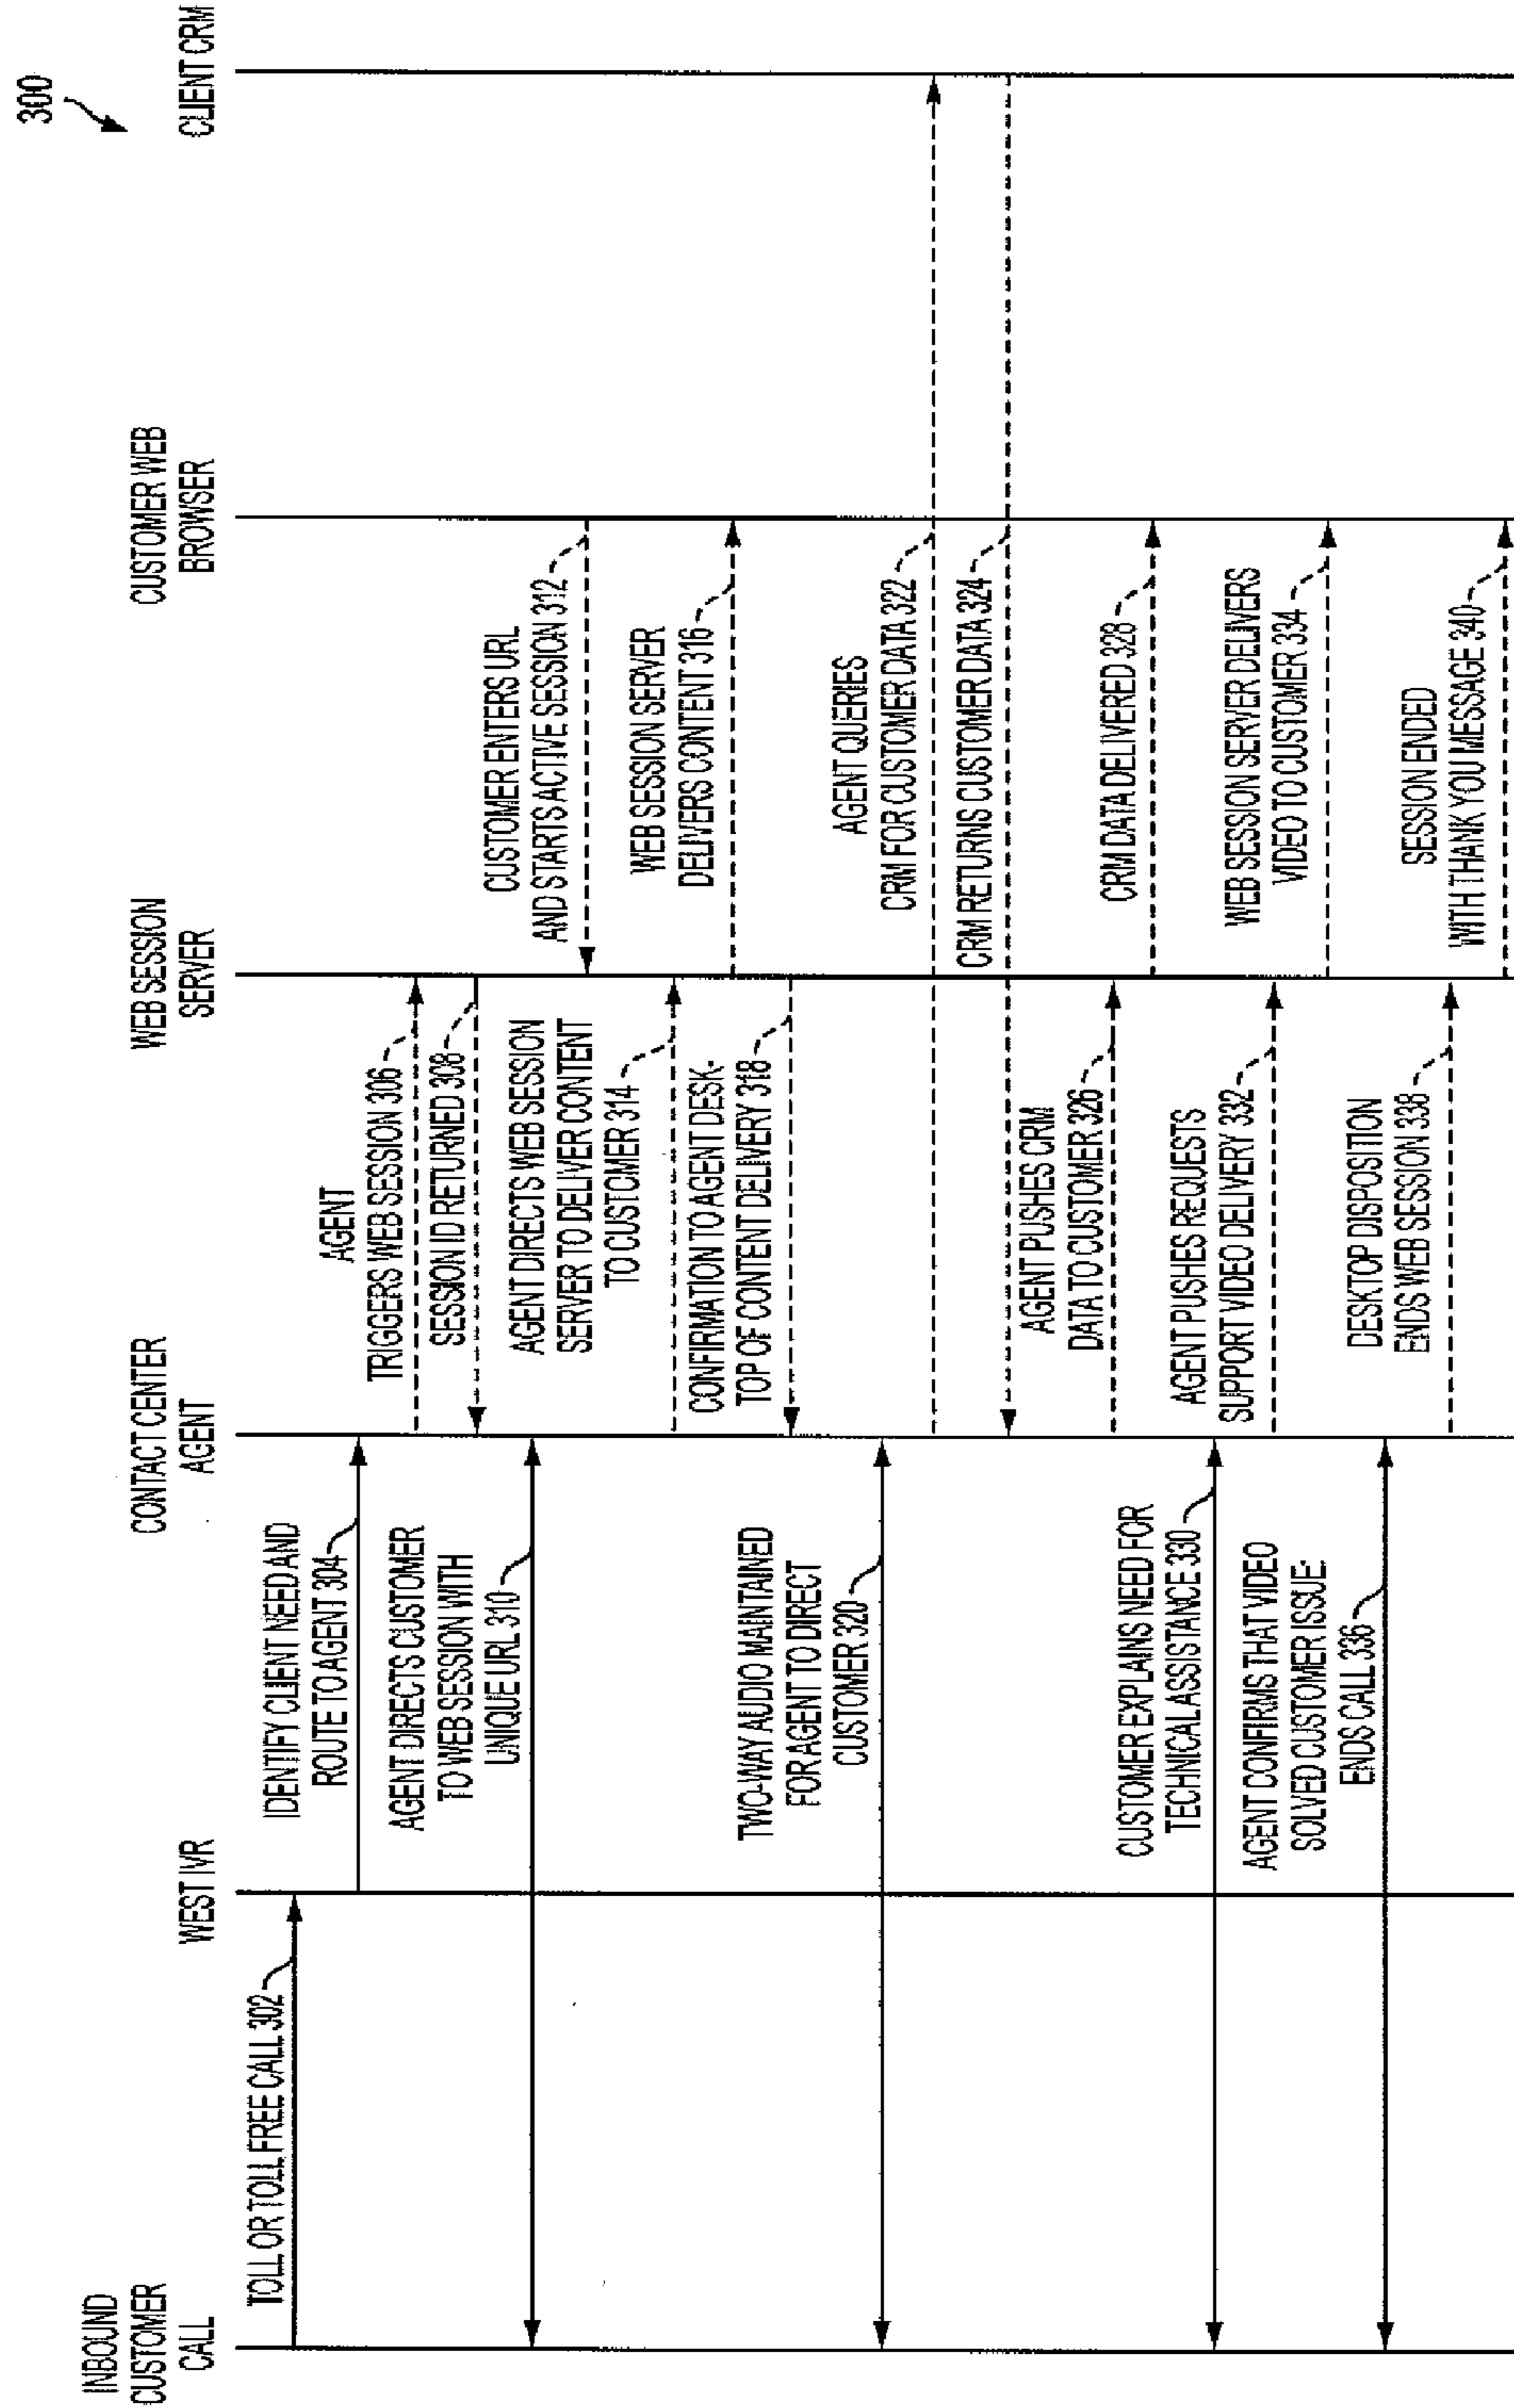 300
INBOUND
CUSTOMER
CALL
WEST IVR
CONTACT CENTER
AGENT
WEB SESSION
SERVER
CUSTOMER WEB
BROWSER
CLIENT CRM
TOLL OR TOLL FREE CALL 302
IDENTIFY CLIENT NEED AND
ROUTE TO AGENT 304
AGENT
TRIGGERS WEB SESSION 306
SESSION ID RETURNED 308
AGENT DIRECTS CUSTOMER
TO WEB SESSION WITH
UNIQUE URL 310
CUSTOMER ENTERS URL
AND STARTS ACTIVE SESSION 312
AGENT DIRECTS WEB SESSION
SERVER TO DELIVER CONTENT
TO CUSTOMER 314
WEB SESSION SERVER
DELIVERS CONTENT 316
CONFIRMATION TO AGENT DESK-
TOP OF CONTENT DELIVERY 318
TWO-WAY AUDIO MAINTAINED
FOR AGENT TO DIRECT
CUSTOMER 320
AGENT QUERIES
CRM FOR CUSTOMER DATA 322
CRM RETURNS CUSTOMER DATA 324
AGENT PUSHES CRM
DATA TO CUSTOMER 326
CRM DATA DELIVERED 328
CUSTOMER EXPLAINS NEED FOR
TECHNICAL ASSISTANCE 330
AGENT PUSHES REQUESTS
SUPPORT VIDEO DELIVERY 332
WEB SESSION SERVER DELIVERS
VIDEO TO CUSTOMER 334
AGENT CONFIRMS THAT VIDEO
SOLVED CUSTOMER ISSUE-
ENDS CALL 336
DESKTOP DISPOSITION
ENDS WEB SESSION 338
SESSION ENDED
WITH THANK YOU MESSAGE 340